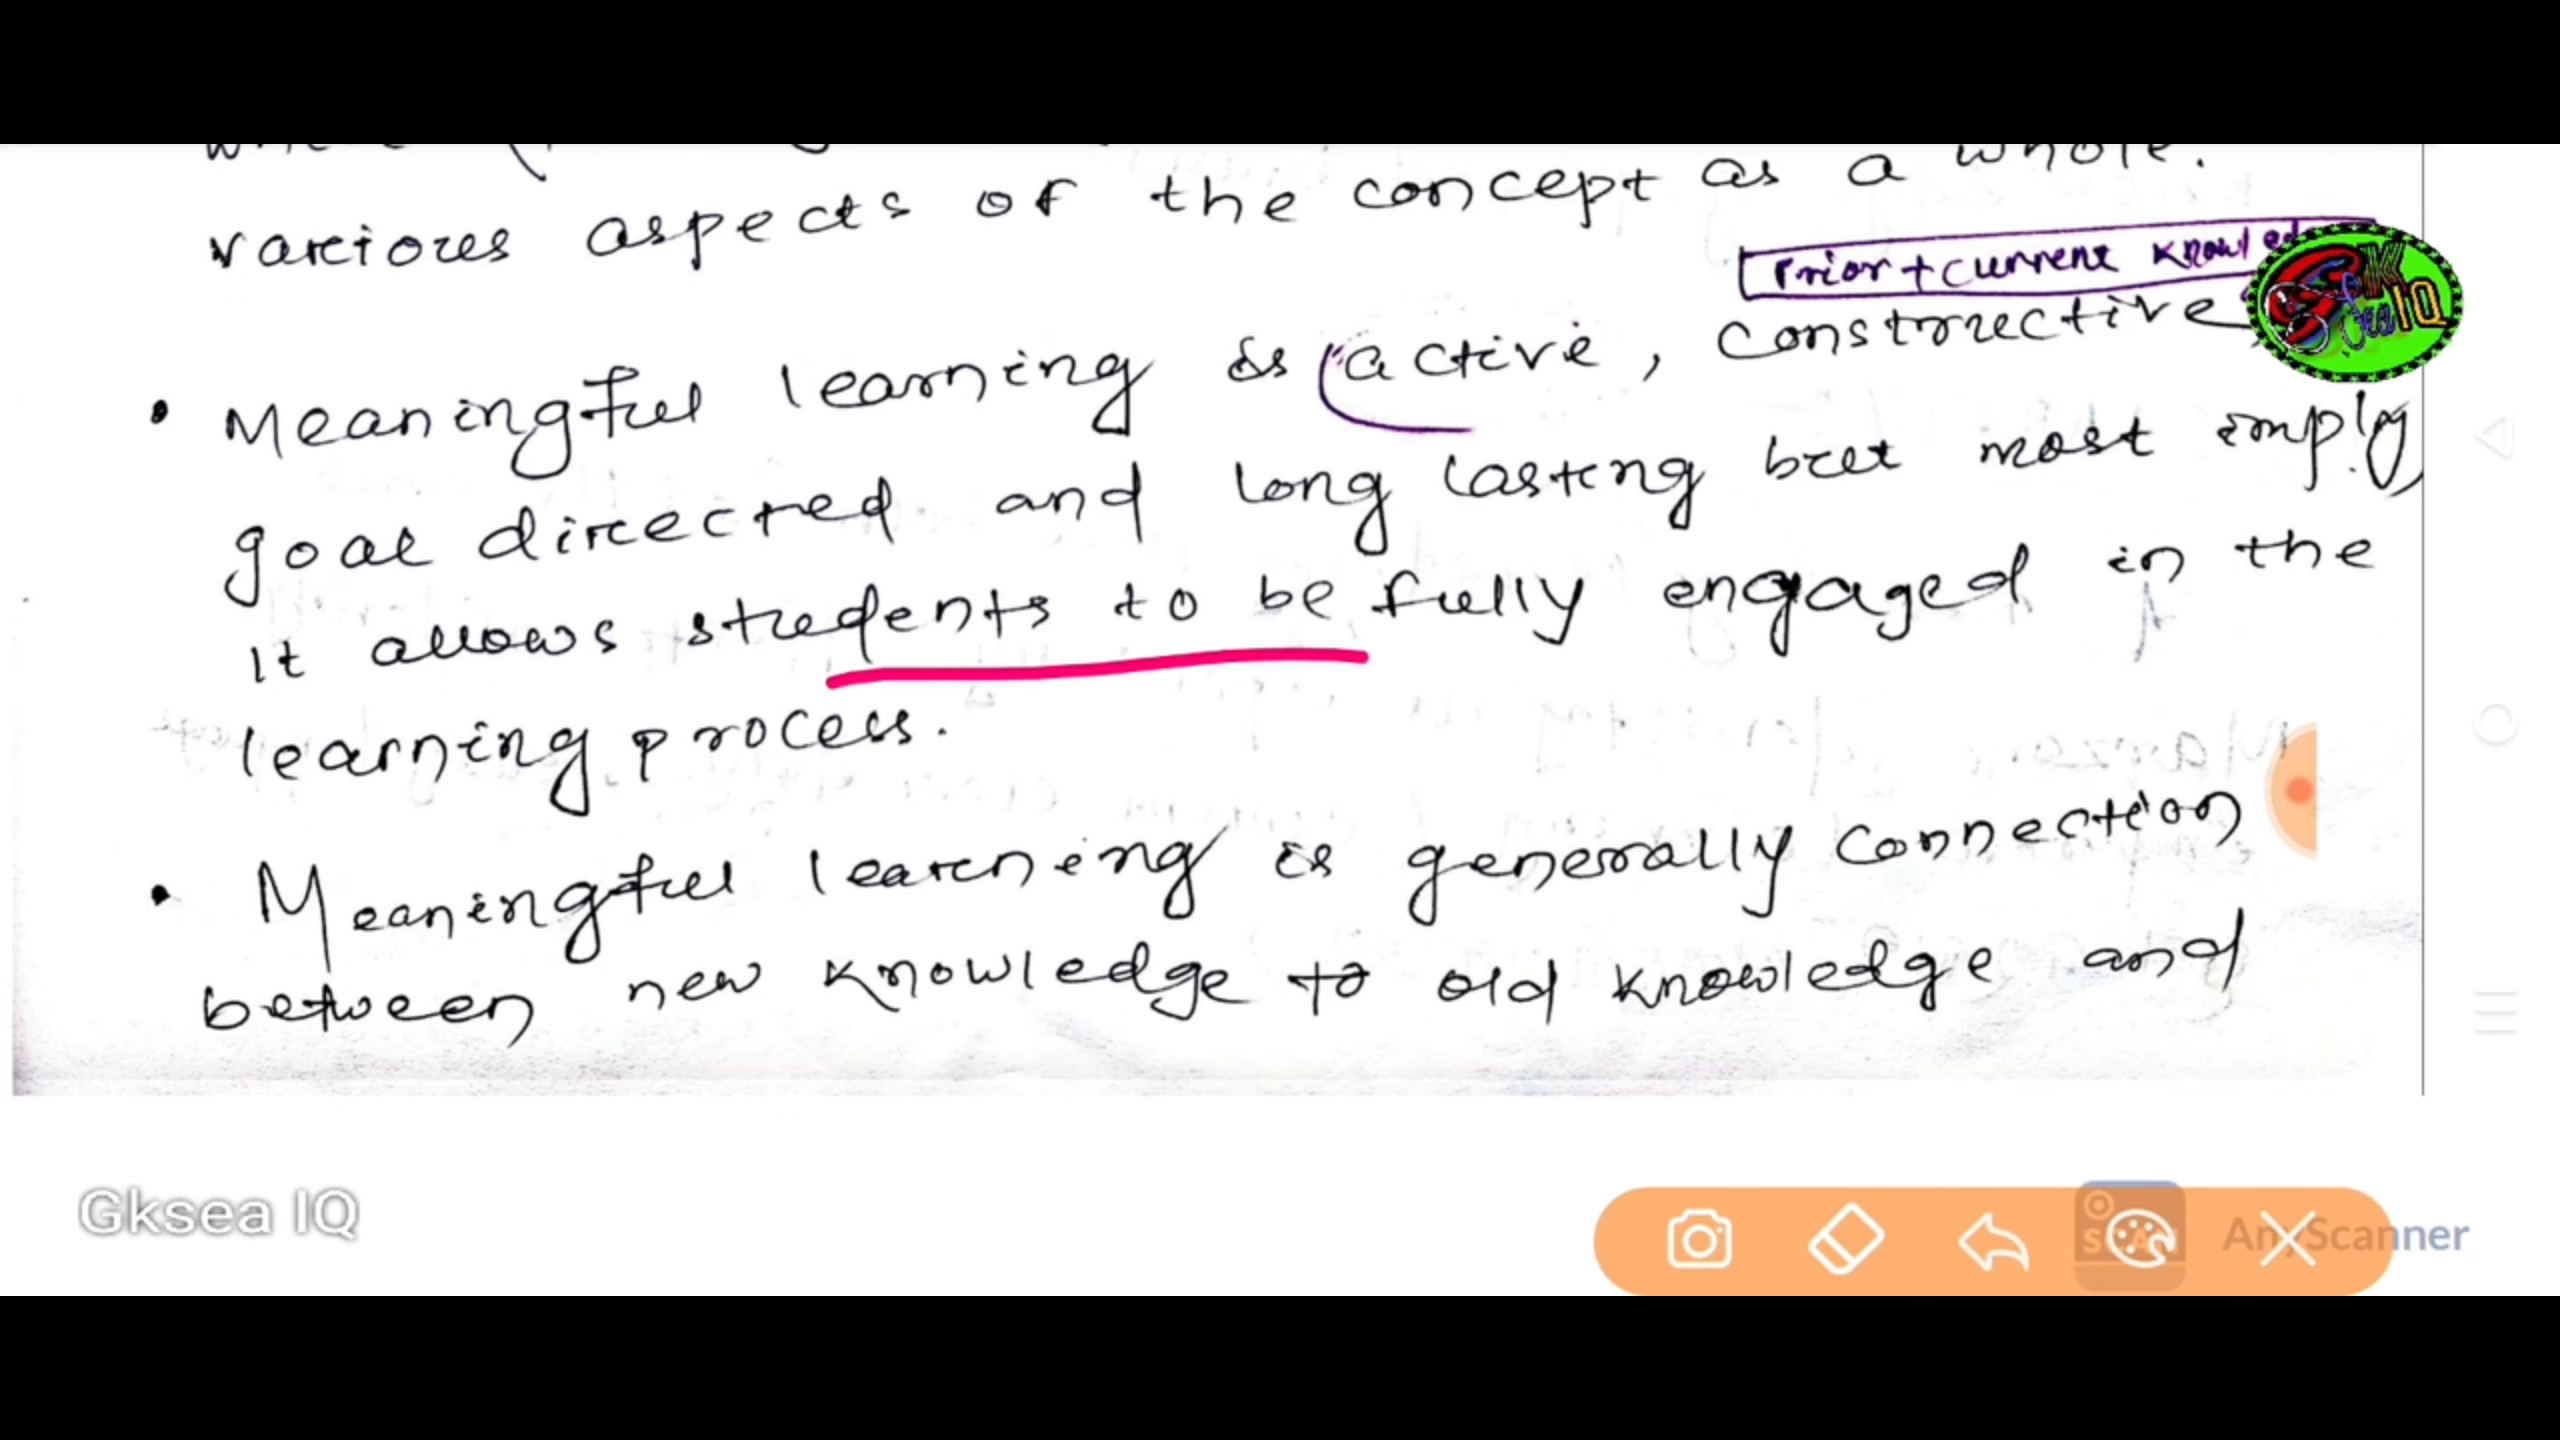 as a whole.
various aspects of the concept
Prior + current
Meaningful learning is active, constructive
goal directed and long lasting but most imply
It allows students to be fully engaged in the
learning process.
Meaningful learning is generally connection
between new knowledge to old knowledge and
Gksea IQ
AnyScanner